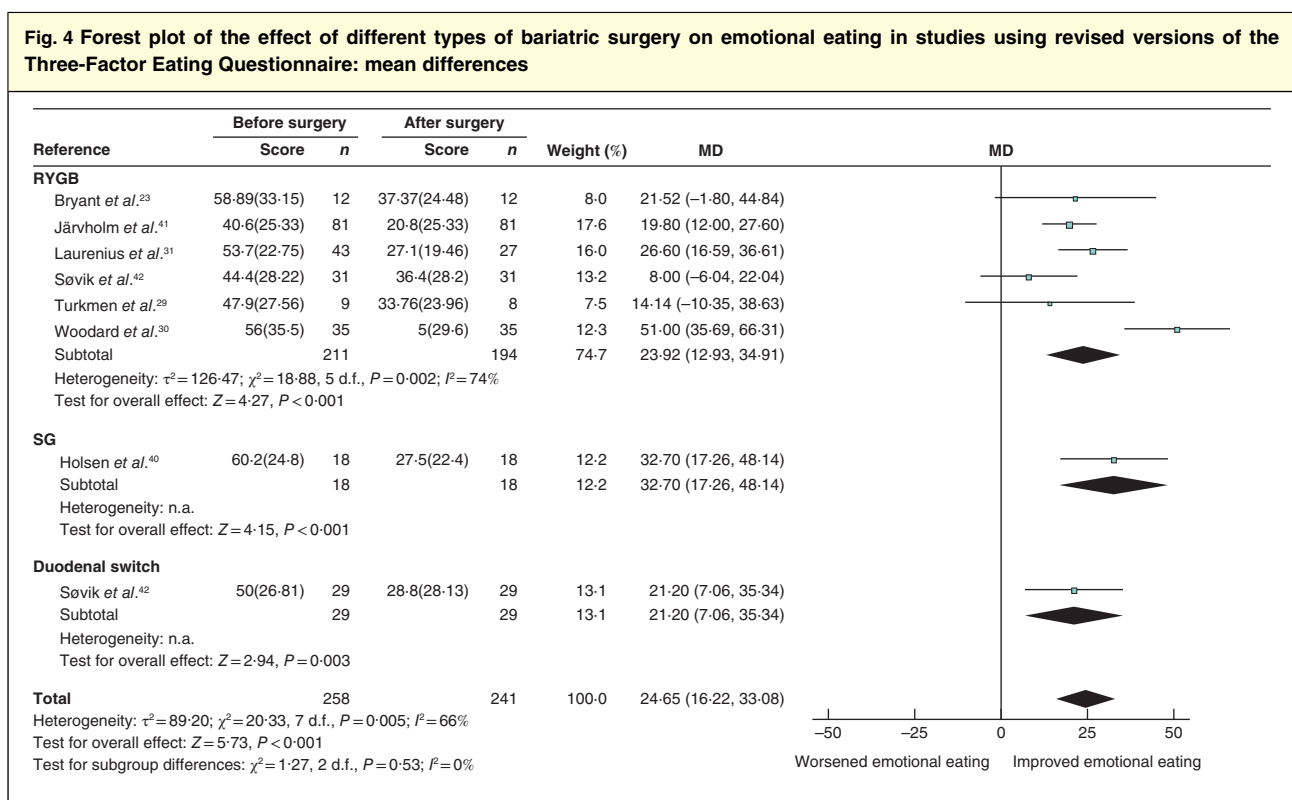 Fig. 4 Forest plot of the effect of different types of bariatric surgery on emotional eating in studies using revised versions of the
Three-Factor Eating Questionnaire: mean differences
Before surgery After surgery
Reference Score n Score n Weight (%) MD MD
RYGB
Bryant et al.²³ 58·89(33·15) 12 37·37(24·48) 12 8·0 21·52 (–1·80, 44·84)
Järvholm et al.⁴¹ 40·6(25·33) 81 20·8(25·33) 81 17·6 19·80 (12·00, 27·60)
Laurenius et al.³¹ 53·7(22·75) 43 27·1(19·46) 27 16·0 26·60 (16·59, 36·61)
Søvik et al.⁴² 44·4(28·22) 31 36·4(28·2) 31 13·2 8·00 (–6·04, 22·04)
Turkmen et al.²⁹ 47·9(27·56) 9 33·76(23·96) 8 7·5 14·14 (–10·35, 38·63)
Woodard et al.³⁰ 56(35·5) 35 5(29·6) 35 12·3 51·00 (35·69, 66·31)
Subtotal 211 194 74·7 23·92 (12·93, 34·91)
Heterogeneity: τ² = 126·47; χ² = 18·88, 5 d.f., P = 0·002; I² = 74%
Test for overall effect: Z = 4·27, P < 0·001
SG
Holsen et al.⁴⁰ 60·2(24·8) 18 27·5(22·4) 18 12·2 32·70 (17·26, 48·14)
Subtotal 18 18 12·2 32·70 (17·26, 48·14)
Heterogeneity: n.a.
Test for overall effect: Z = 4·15, P < 0·001
Duodenal switch
Søvik et al.⁴² 50(26·81) 29 28·8(28·13) 29 13·1 21·20 (7·06, 35·34)
Subtotal 29 29 13·1 21·20 (7·06, 35·34)
Heterogeneity: n.a.
Test for overall effect: Z = 2·94, P = 0·003
Total 258 241 100·0 24·65 (16·22, 33·08)
Heterogeneity: τ² = 89·20; χ² = 20·33, 7 d.f., P = 0·005; I² = 66%
Test for overall effect: Z = 5·73, P < 0·001
Test for subgroup differences: χ² = 1·27, 2 d.f., P = 0·53; I² = 0%
–50 –25 0 25 50
Worsened emotional eating Improved emotional eating